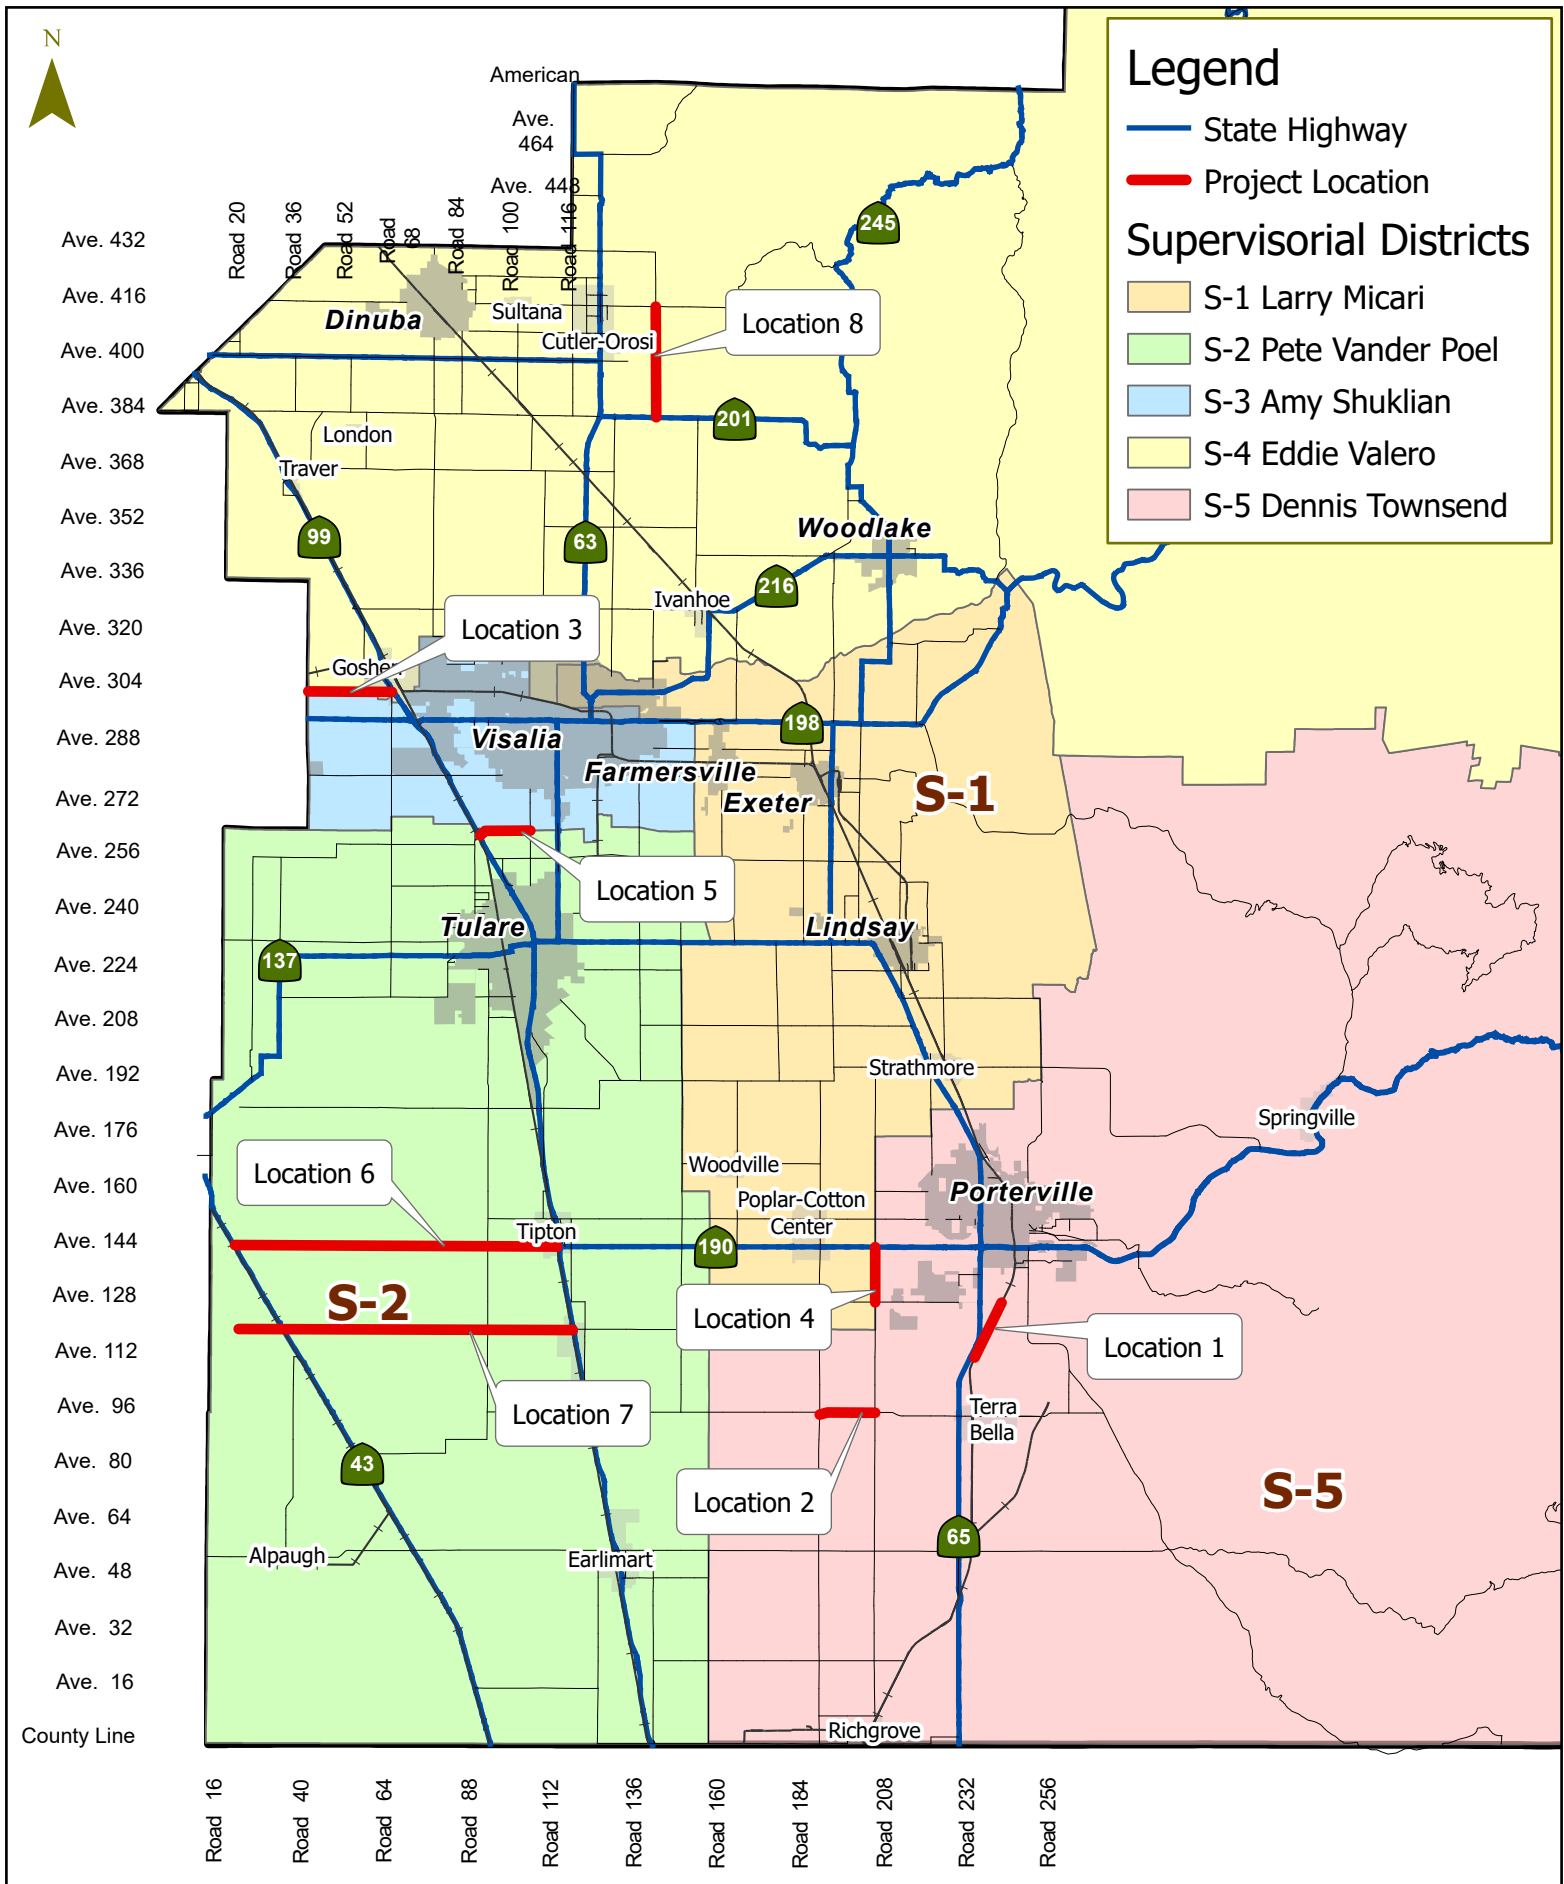 N
American
Ave.
464
Ave. 448
Road 20
Road 36
Road 52
Road
68
Road 84
Road 100
Road 116
Ave. 432
Ave. 416
Ave. 400
Ave. 384
Ave. 368
Ave. 352
Ave. 336
Ave. 320
Ave. 304
Ave. 288
Ave. 272
Ave. 256
Ave. 240
Ave. 224
Ave. 208
Ave. 192
Ave. 176
Ave. 160
Ave. 144
Ave. 128
Ave. 112
Ave. 96
Ave. 80
Ave. 64
Ave. 48
Ave. 32
Ave. 16
County Line
Legend
State Highway
Project Location
Supervisorial Districts
S-1 Larry Micari
S-2 Pete Vander Poel
S-3 Amy Shuklian
S-4 Eddie Valero
S-5 Dennis Townsend
245
Dinuba
Sultana
Cutler-Orosi
Location 8
201
London
Traver
99
63
Woodlake
216
Ivanhoe
Location 3
Goshen
198
Visalia
Farmersville
Exeter
S-1
Location 5
Tulare
Lindsay
137
Strathmore
Springville
Location 6
Woodville
Poplar-Cotton
Center
Porterville
Tipton
190
S-2
Location 4
Location 1
Location 7
Terra
Bella
43
Location 2
S-5
65
Alpaugh
Earlimart
Richgrove
Road 16
Road 40
Road 64
Road 88
Road 112
Road 136
Road 160
Road 184
Road 208
Road 232
Road 256